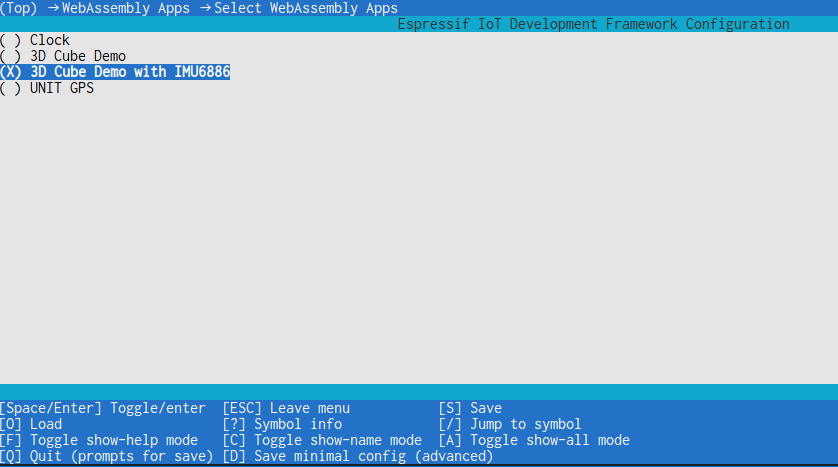 (Top) →WebAssembly Apps →Select WebAssembly Apps
Espressif IoT Development Framework Configuration
( ) Clock
( ) 3D Cube Demo
(X) 3D Cube Demo with IMU6886
( ) UNIT GPS
[Space/Enter] Toggle/enter [ESC] Leave menu [S] Save
[O] Load [?] Symbol info [/] Jump to symbol
[F] Toggle show-help mode [C] Toggle show-name mode [A] Toggle show-all mode
[Q] Quit (prompts for save) [D] Save minimal config (advanced)